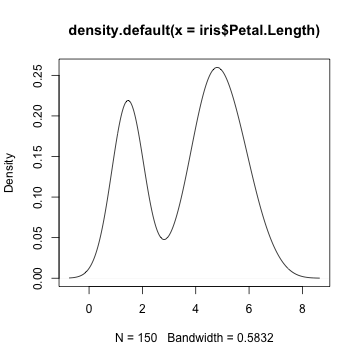 density.default(x = iris$Petal.Length)
Density
0.25
0.20
0.15
0.10
0.05
0.00
0 2 4 6 8
N = 150 Bandwidth = 0.5832